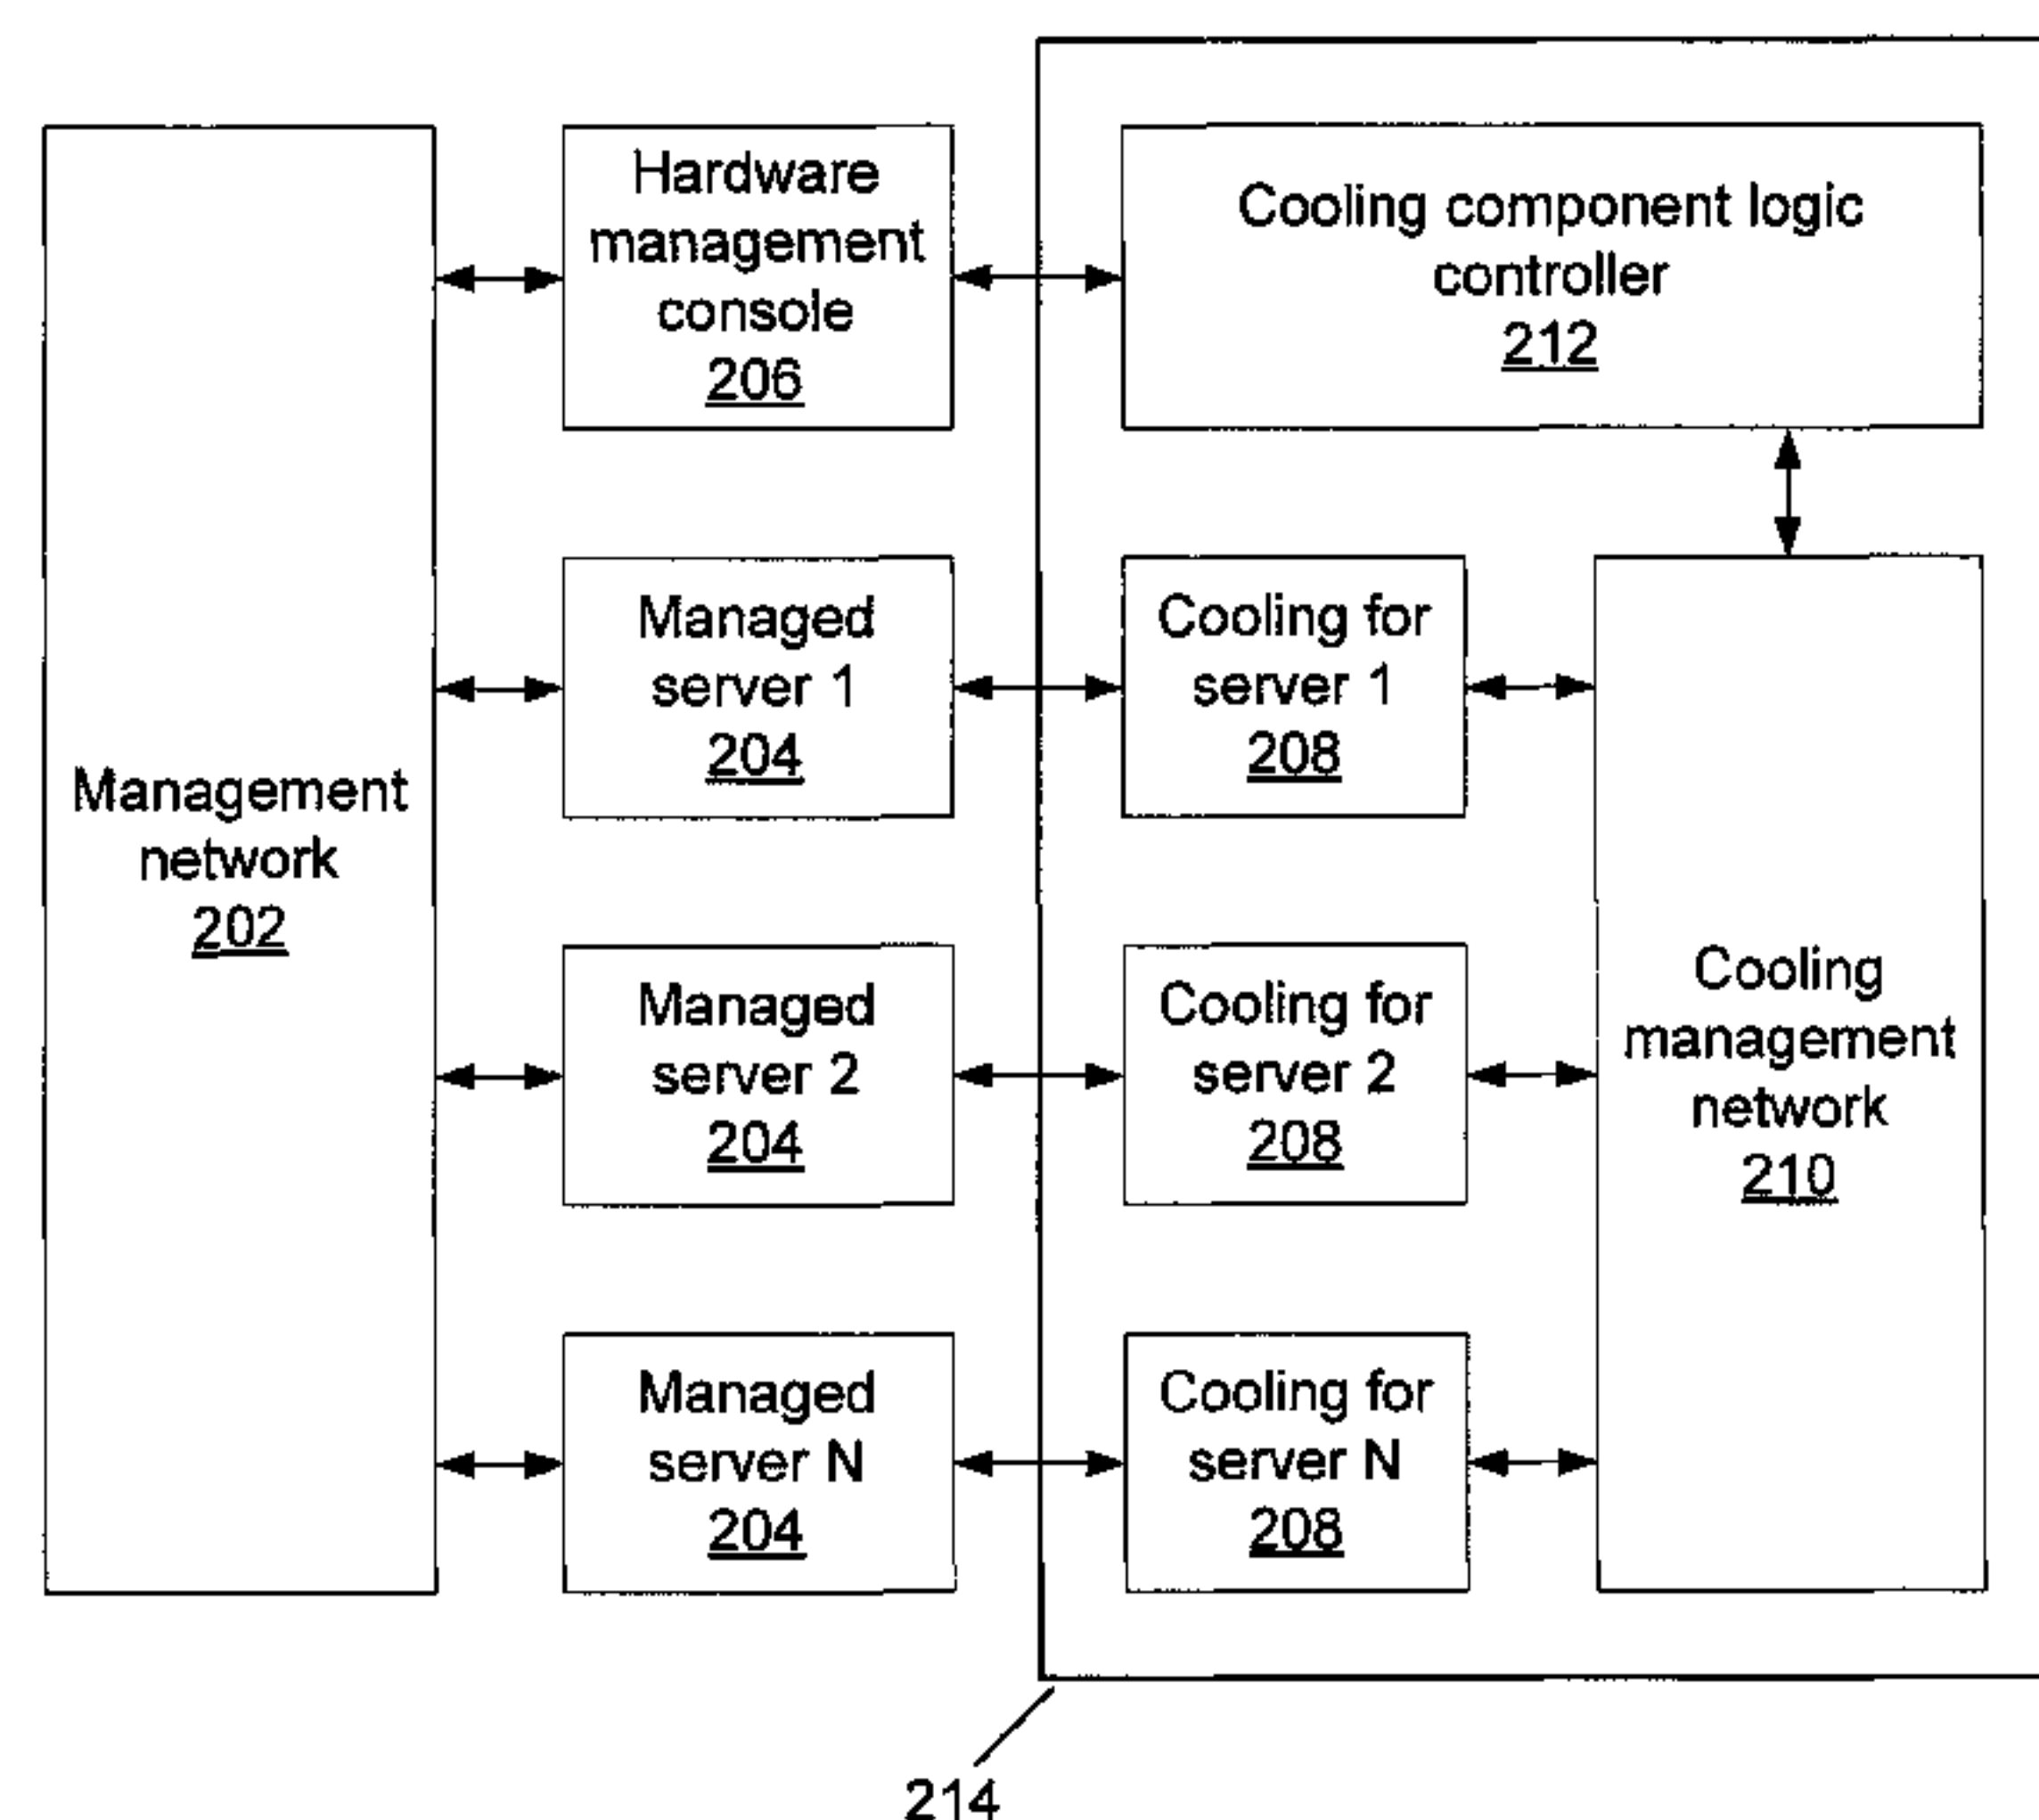 Hardware
management
console
206
Cooling component logic
controller
212
Managed
server 1
204
Cooling for
server 1
208
Management
network
202
Managed
server 2
204
Cooling for
server 2
208
Cooling
management
network
210
Managed
server N
204
Cooling for
server N
208
214